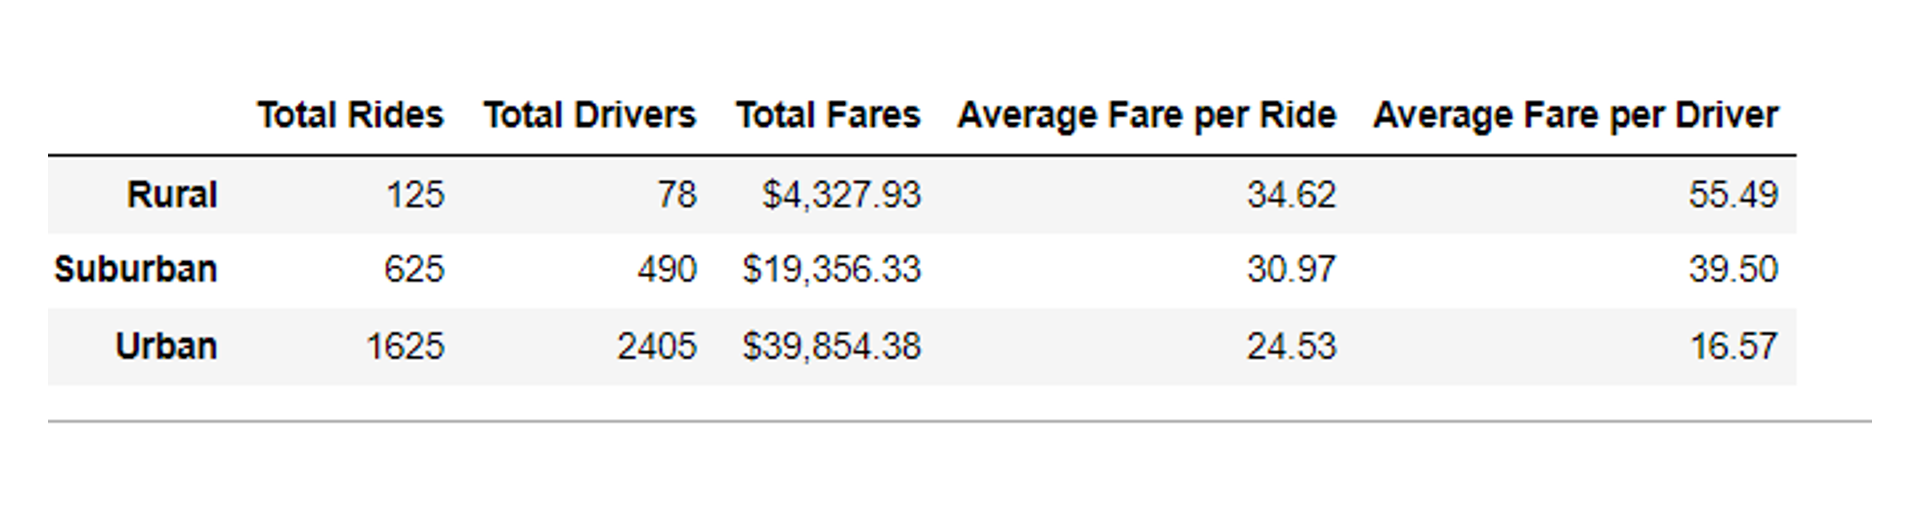 Total Rides Total Drivers Total Fares Average Fare per Ride Average Fare per Driver
Rural 125 78 $4,327.93 34.62 55.49
Suburban 625 490 $19,356.33 30.97 39.50
Urban 1625 2405 $39,854.38 24.53 16.57